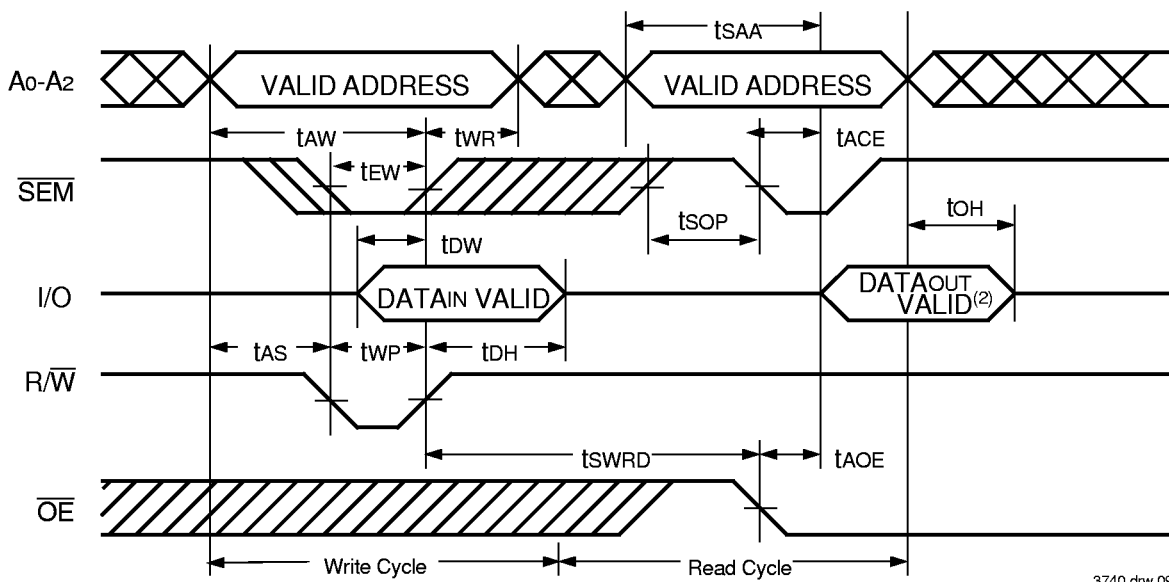 tSAA
A0-A2
VALID ADDRESS
VALID ADDRESS
tAW
tWR
tACE
tEW
SEM
tSOP
tOH
tDW
I/O
DATAIN VALID
DATAOUT
VALID(2)
tAS
tWP
tDH
R/W
tSWRD
tAOE
OE
Write Cycle
Read Cycle